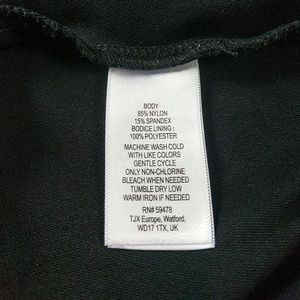 BODY
85% NYLON
15% SPANDEX
BODICE LINING :
100% POLYESTER
MACHINE WASH COLD
WITH LIKE COLORS
GENTLE CYCLE
ONLY NON-CHLORINE
BLEACH WHEN NEEDED
TUMBLE DRY LOW
WARM IRON IF NEEDED
RN# 59478
TJX Europe, Watford,
WD17 1TX, UK